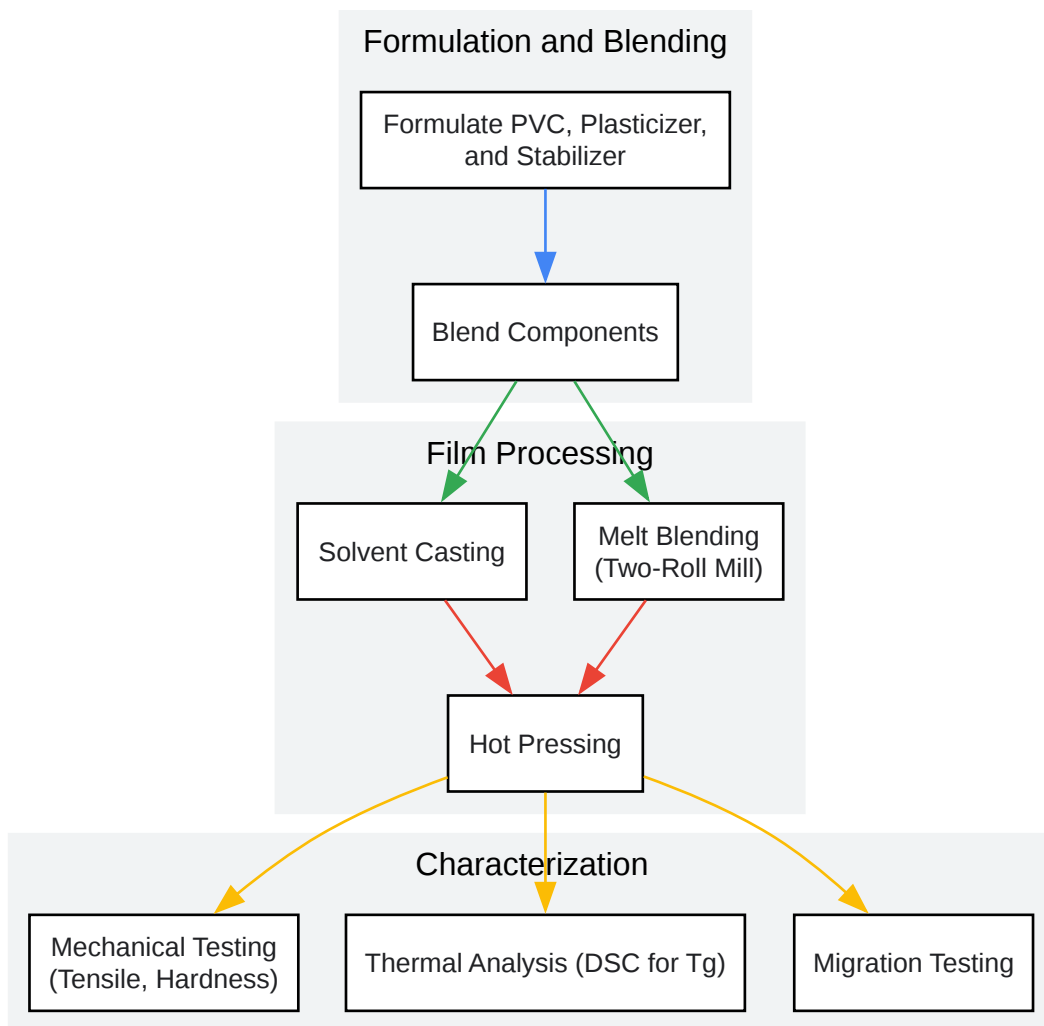 Formulation and Blending
Formulate PVC, Plasticizer,
and Stabilizer
Blend Components
Film Processing
Solvent Casting
Melt Blending
(Two-Roll Mill)
Hot Pressing
Characterization
Mechanical Testing
(Tensile, Hardness)
Thermal Analysis (DSC for Tg)
Migration Testing